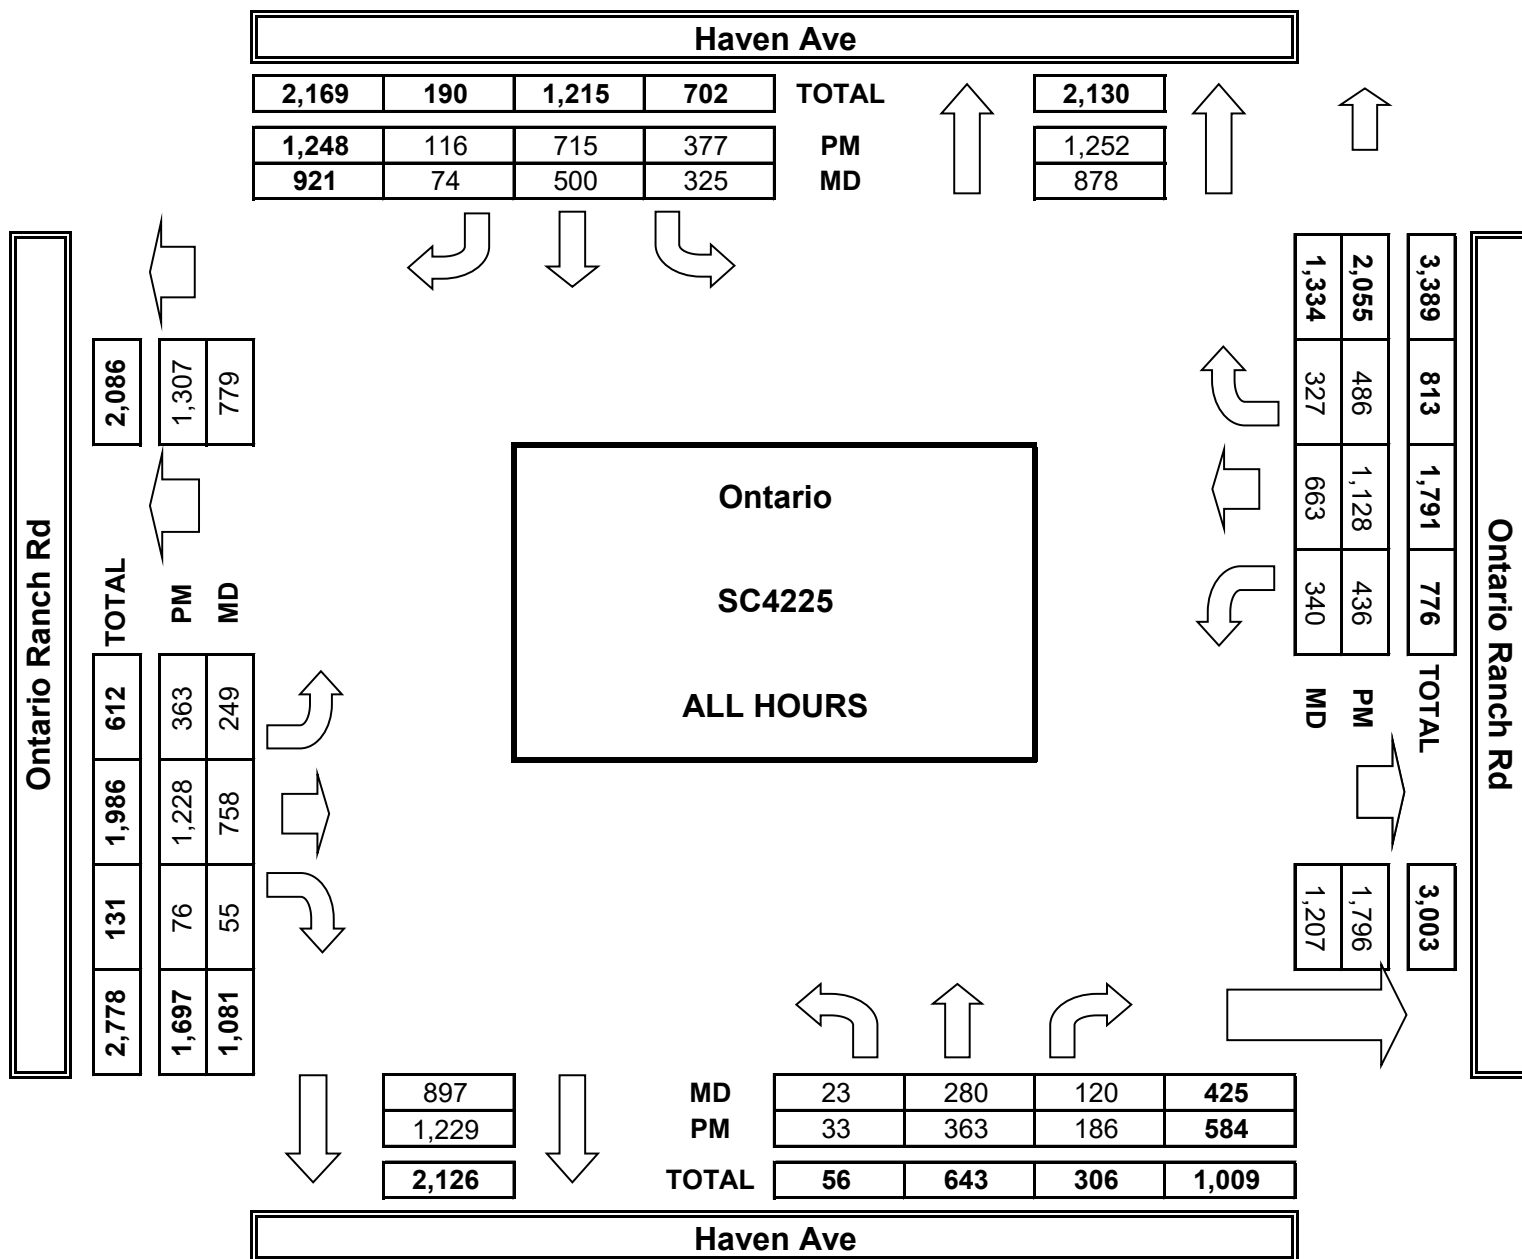 Haven Ave
2,169 190 1,215 702 TOTAL 2,130
1,248 116 715 377 PM 1,252
921 74 500 325 MD 878
Ontario Ranch Rd
2,086 1,307 779
TOTAL PM MD
612 363 249
1,986 1,228 758
131 76 55
2,778 1,697 1,081
Ontario
SC4225
ALL HOURS
1,334 2,055 3,389
327 486 813
663 1,128 1,791
340 436 776
MD PM TOTAL
1,207 1,796 3,003
Ontario Ranch Rd
897 MD 23 280 120 425
1,229 PM 33 363 186 584
2,126 TOTAL 56 643 306 1,009
Haven Ave